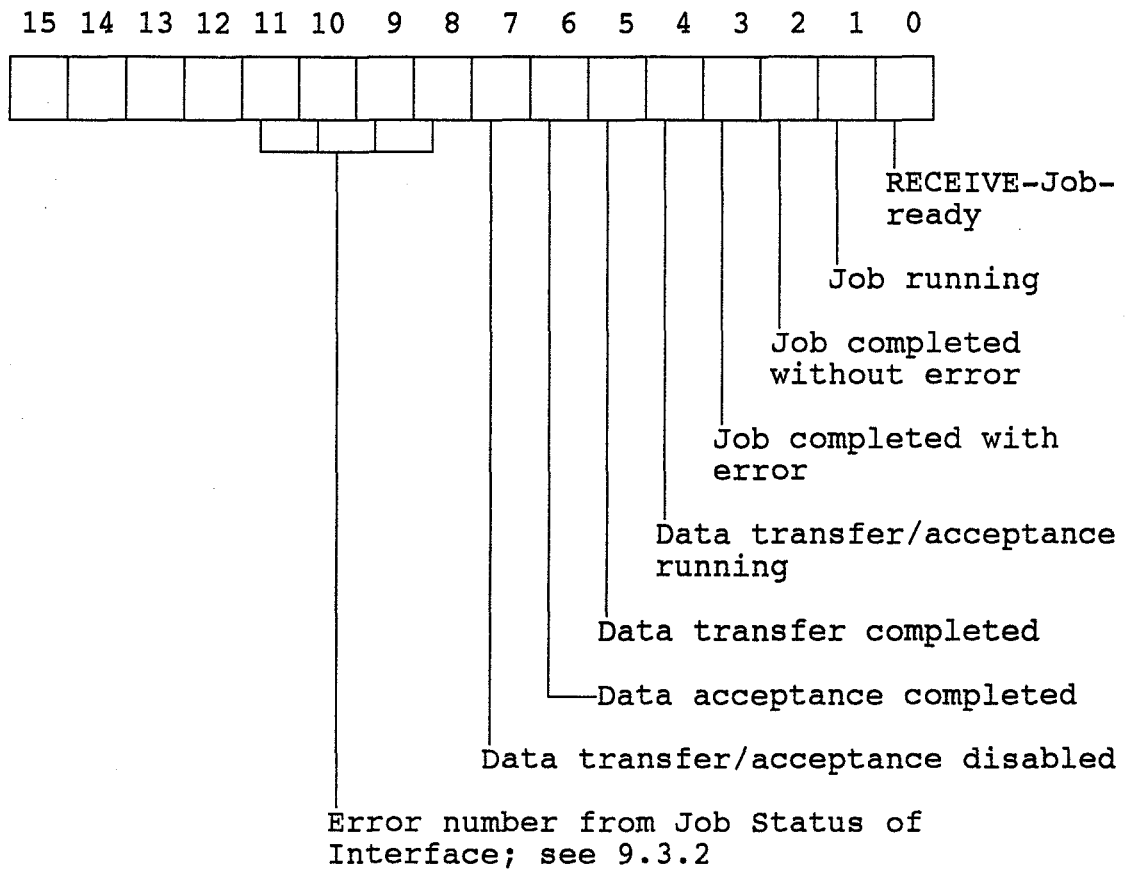 15 14 13 12 11 10 9 8 7 6 5 4 3 2 1 0
RECEIVE-Job-
ready
Job running
Job completed
without error
Job completed with
error
Data transfer/acceptance
running
Data transfer completed
Data acceptance completed
Data transfer/acceptance disabled
Error number from Job Status of
Interface; see 9.3.2